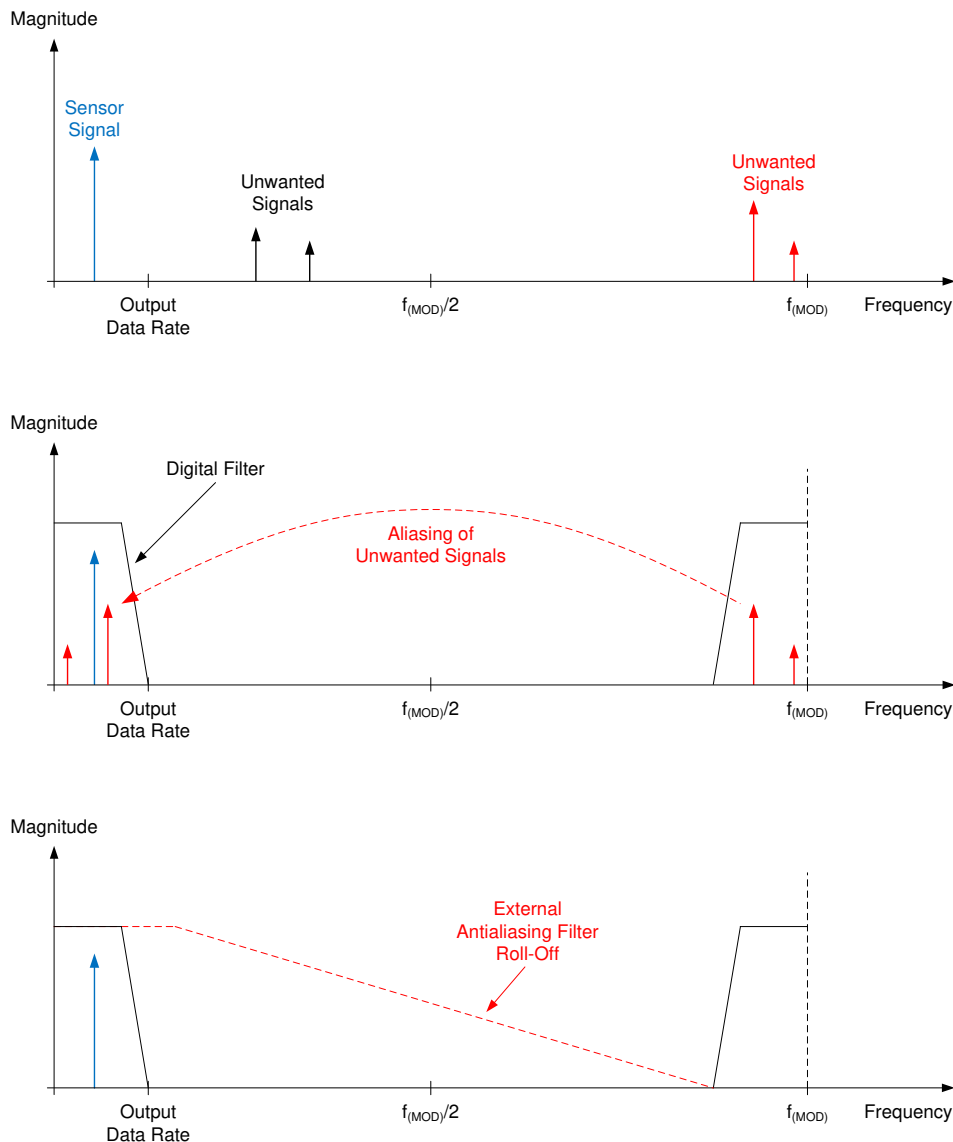 Magnitude
Sensor
Signal
Unwanted
Signals
Unwanted
Signals
Output
Data Rate
f(MOD)/2
f(MOD)
Frequency
Magnitude
Digital Filter
Aliasing of
Unwanted Signals
Output
Data Rate
f(MOD)/2
f(MOD)
Frequency
Magnitude
External
Antialiasing Filter
Roll-Off
Output
Data Rate
f(MOD)/2
f(MOD)
Frequency